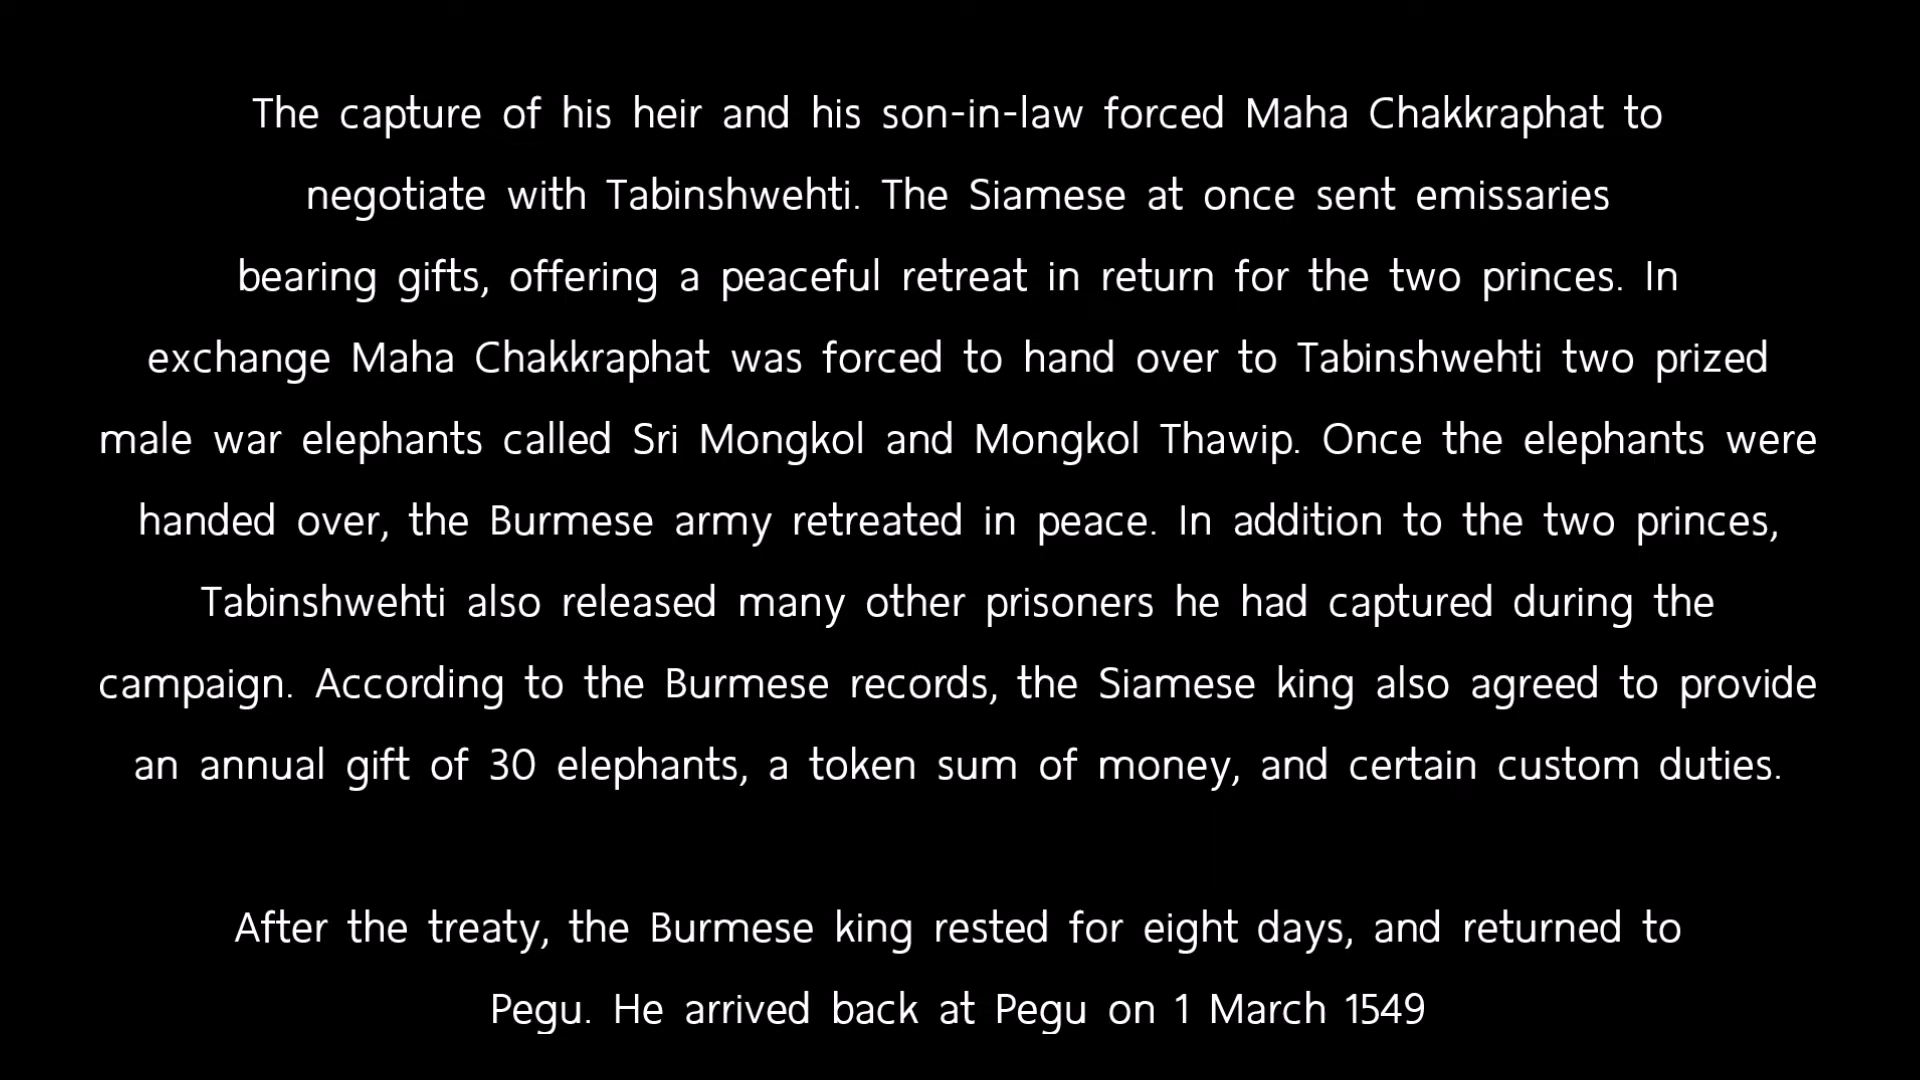 The capture of his heir and his son-in-law forced Maha Chakkraphat to
negotiate with Tabinshwehti. The Siamese at once sent emissaries
bearing gifts, offering a peaceful retreat in return for the two princes. In
exchange Maha Chakkraphat was forced to hand over to Tabinshwehti two prized
male war elephants called Sri Mongkol and Mongkol Thawip. Once the elephants were
handed over, the Burmese army retreated in peace. In addition to the two princes,
Tabinshwehti also released many other prisoners he had captured during the
campaign. According to the Burmese records, the Siamese king also agreed to provide
an annual gift of 30 elephants, a token sum of money, and certain custom duties.
After the treaty, the Burmese king rested for eight days, and returned to
Pegu. He arrived back at Pegu on 1 March 1549